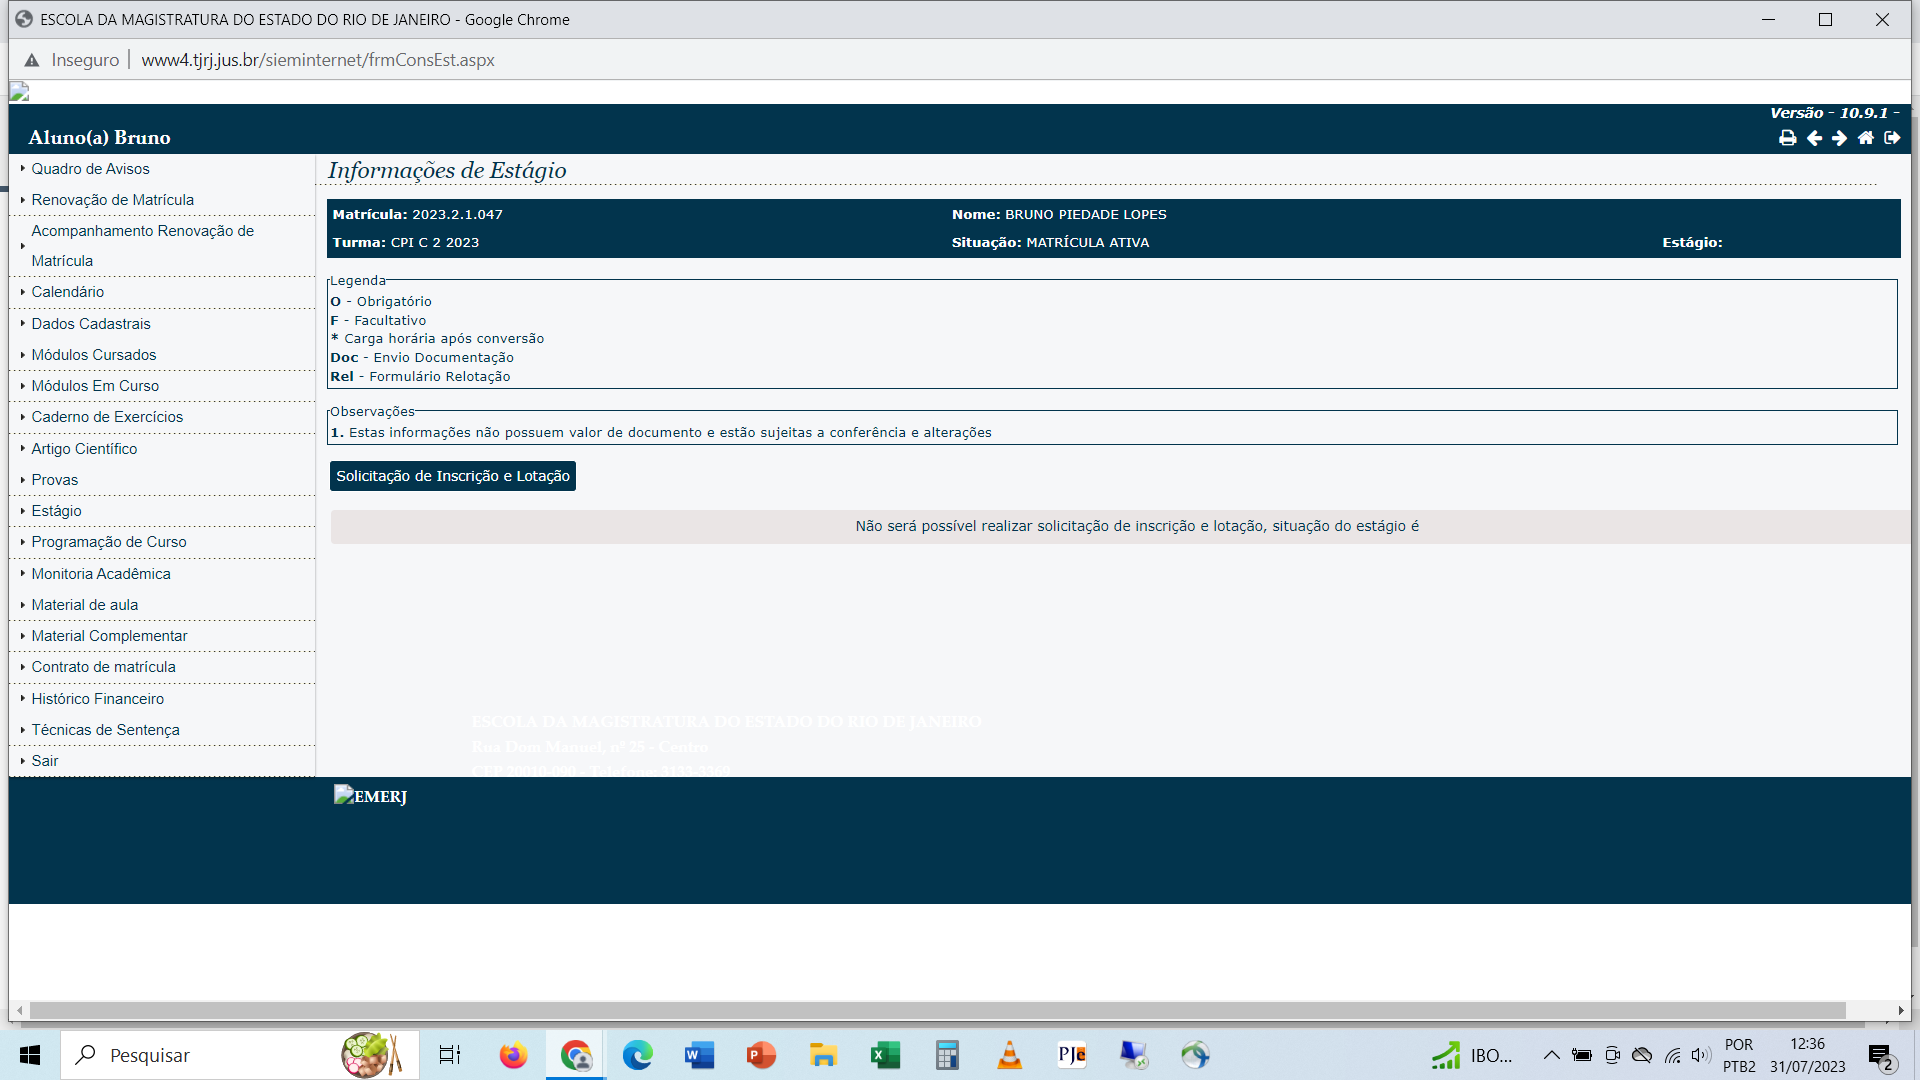 ESCOLA DA MAGISTRATURA DO ESTADO DO RIO DE JANEIRO - Google Chrome
Inseguro | www4.tjrj.jus.br/sieminternet/frmConsEst.aspx
Versão - 10.9.1 -
Aluno(a) Bruno
Quadro de Avisos
Renovação de Matrícula
Acompanhamento Renovação de
Matrícula
Calendário
Dados Cadastrais
Módulos Cursados
Módulos Em Curso
Caderno de Exercícios
Artigo Científico
Provas
Estágio
Programação de Curso
Monitoria Acadêmica
Material de aula
Material Complementar
Contrato de matrícula
Histórico Financeiro
Técnicas de Sentença
Sair
Informações de Estágio
Matrícula: 2023.2.1.047 Nome: BRUNO PIEDADE LOPES
Turma: CPI C 2 2023 Situação: MATRÍCULA ATIVA Estágio:
Legenda
O - Obrigatório
F - Facultativo
* Carga horária após conversão
Doc - Envio Documentação
Rel - Formulário Relotação
Observações
1. Estas informações não possuem valor de documento e estão sujeitas a conferência e alterações
Solicitação de Inscrição e Lotação
Não será possível realizar solicitação de inscrição e lotação, situação do estágio é
ESCOLA DA MAGISTRATURA DO ESTADO DO RIO DE JANEIRO
Rua Dom Manuel, nº 25 - Centro
CEP 20010-090 - Telefone: 3133-3369
EMERJ
Pesquisar
IBO...
POR
PTB2
12:36
31/07/2023
2